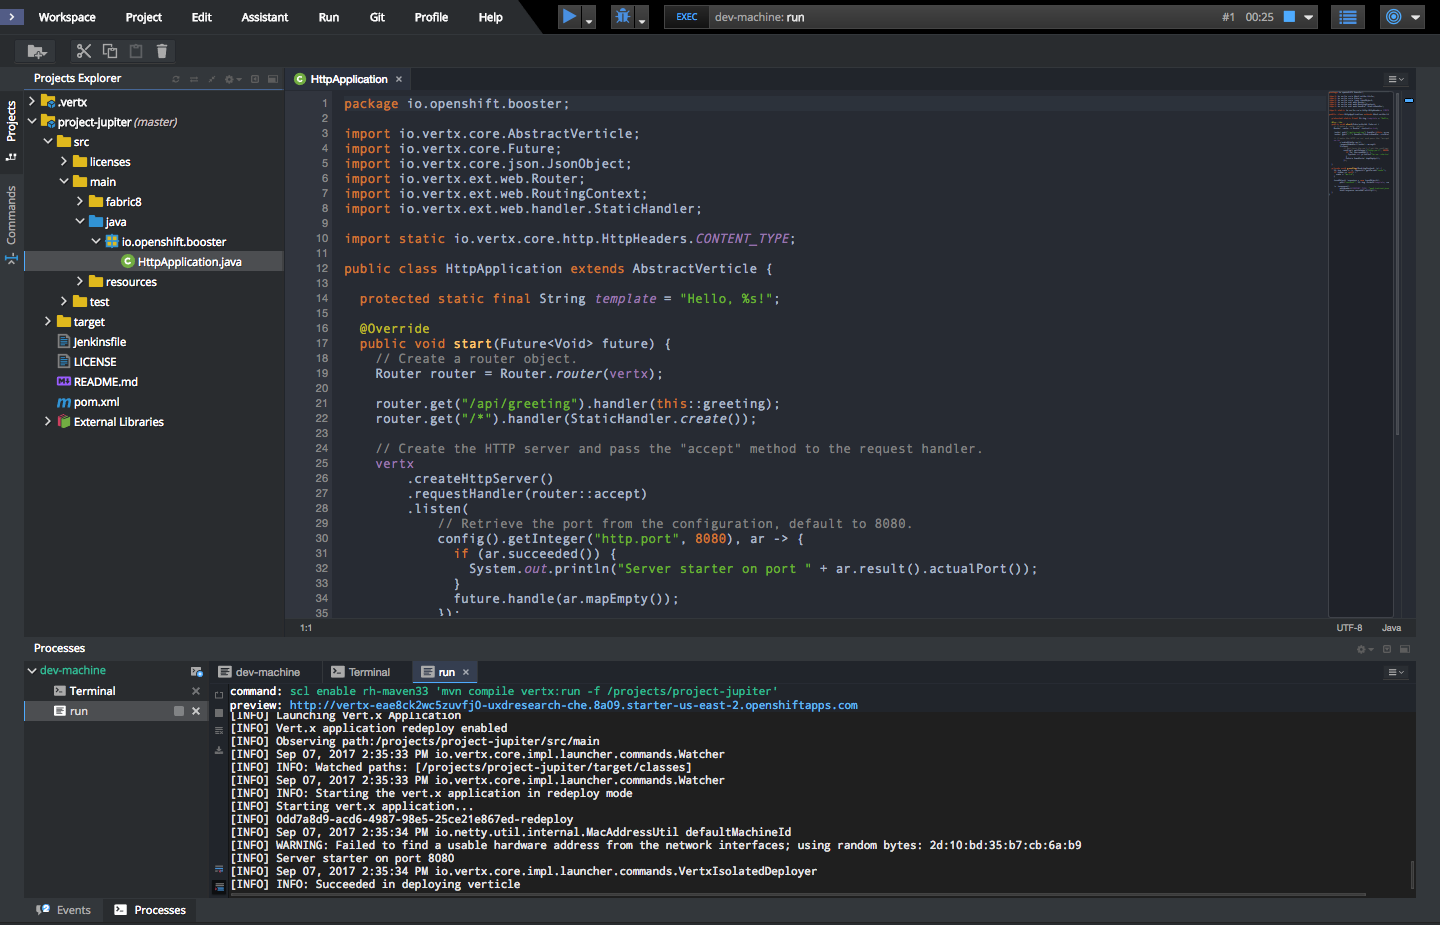 Workspace Project Edit Assistant Run Git Profile Help
EXEC dev-machine: run #1 00:25
Projects Explorer
HttpApplication ×
Projects
Commands
.vertx
project-jupiter (master)
src
licenses
main
fabric8
java
io.openshift.booster
HttpApplication.java
resources
test
target
Jenkinsfile
LICENSE
README.md
pom.xml
External Libraries
1 package io.openshift.booster;
2
3 import io.vertx.core.AbstractVerticle;
4 import io.vertx.core.Future;
5 import io.vertx.core.json.JsonObject;
6 import io.vertx.ext.web.Router;
7 import io.vertx.ext.web.RoutingContext;
8 import io.vertx.ext.web.handler.StaticHandler;
9
10 import static io.vertx.core.http.HttpHeaders.CONTENT_TYPE;
11
12 public class HttpApplication extends AbstractVerticle {
13
14 protected static final String template = "Hello, %s!";
15
16 @Override
17 public void start(Future<Void> future) {
18 // Create a router object.
19 Router router = Router.router(vertx);
20
21 router.get("/api/greeting").handler(this::greeting);
22 router.get("/*").handler(StaticHandler.create());
23
24 // Create the HTTP server and pass the "accept" method to the request handler.
25 vertx
26 .createHttpServer()
27 .requestHandler(router::accept)
28 .listen(
29 // Retrieve the port from the configuration, default to 8080.
30 config().getInteger("http.port", 8080), ar -> {
31 if (ar.succeeded()) {
32 System.out.println("Server starter on port " + ar.result().actualPort());
33 }
34 future.handle(ar.mapEmpty());
35 });
1:1 UTF-8 Java
Processes
dev-machine
Terminal
run
dev-machine Terminal run ×
command: scl enable rh-maven33 'mvn compile vertx:run -f /projects/project-jupiter'
preview: http://vertx-eae8ck2wc5zuvfj0-uxdresearch-che.8a09.starter-us-east-2.openshiftapps.com
[INFO] Launching Vert.x Application
[INFO] Vert.x application redeploy enabled
[INFO] Observing path:/projects/project-jupiter/src/main
[INFO] Sep 07, 2017 2:35:33 PM io.vertx.core.impl.launcher.commands.Watcher
[INFO] INFO: Watched paths: [/projects/project-jupiter/target/classes]
[INFO] Sep 07, 2017 2:35:33 PM io.vertx.core.impl.launcher.commands.Watcher
[INFO] INFO: Starting the vert.x application in redeploy mode
[INFO] Starting vert.x application...
[INFO] 0dd7a8d9-acd6-4987-98e5-25ce21e867ed-redeploy
[INFO] Sep 07, 2017 2:35:34 PM io.netty.util.internal.MacAddressUtil defaultMachineId
[INFO] WARNING: Failed to find a usable hardware address from the network interfaces; using random bytes: 2d:10:bd:35:b7:cb:6a:b9
[INFO] Server starter on port 8080
[INFO] Sep 07, 2017 2:35:34 PM io.vertx.core.impl.launcher.commands.VertxIsolatedDeployer
[INFO] INFO: Succeeded in deploying verticle
Events Processes